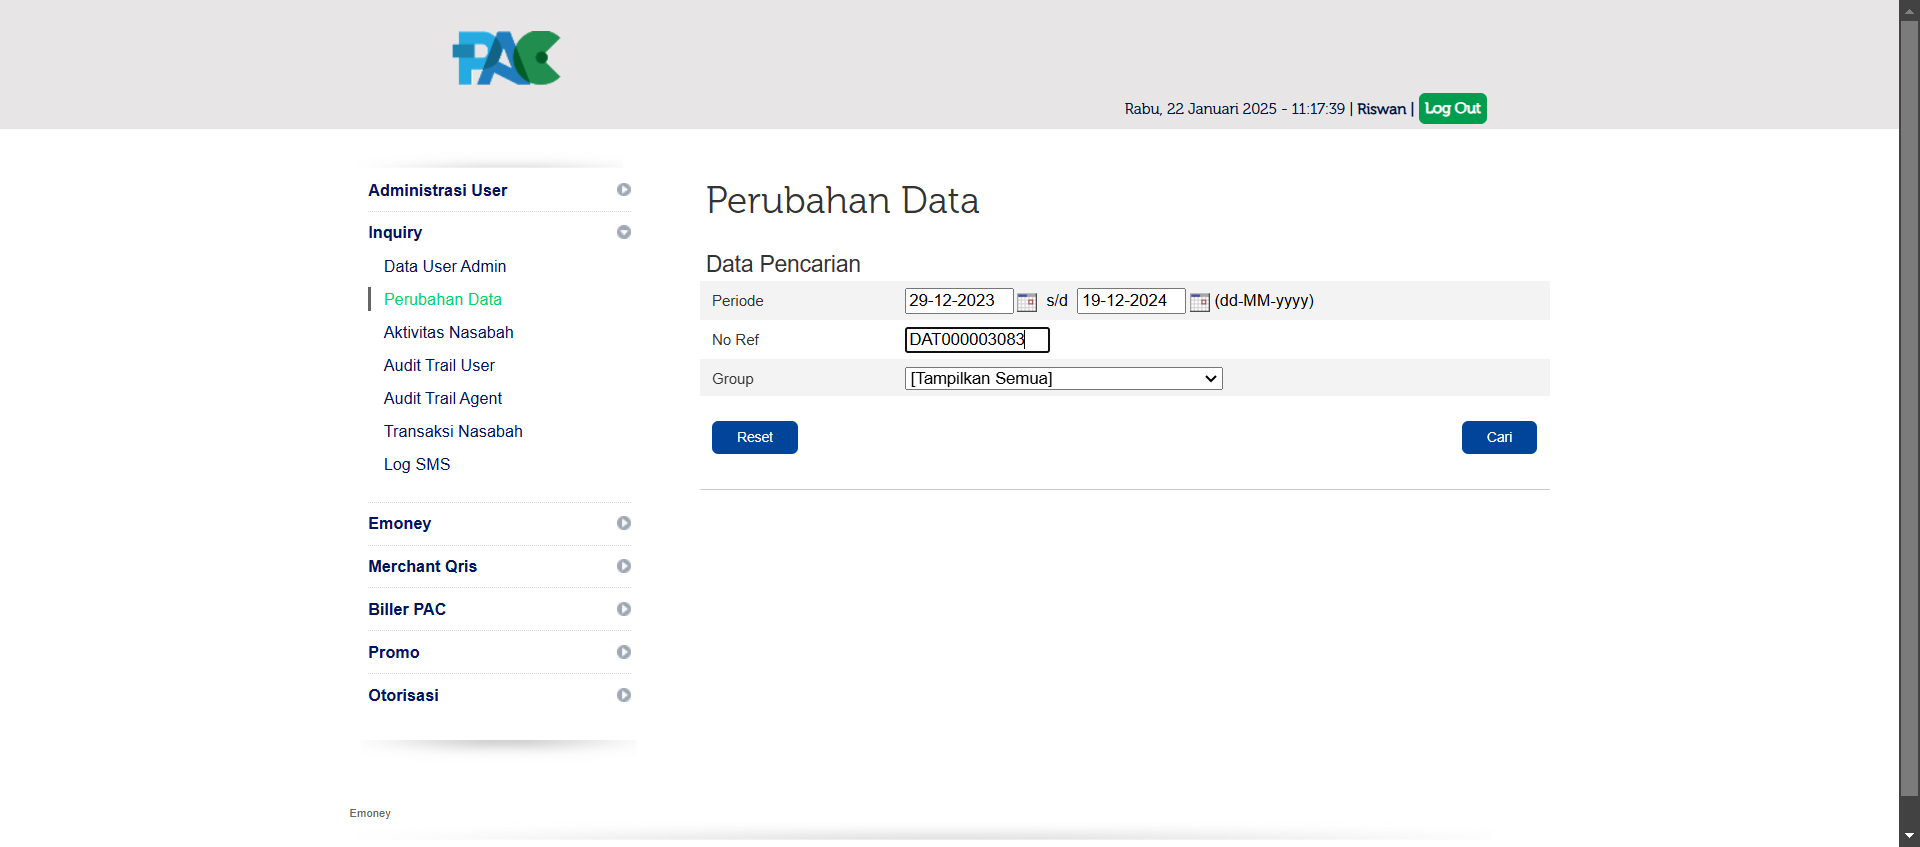 PAC
Rabu, 22 Januari 2025 - 11:17:39 | Riswan | Log Out
Administrasi User
Inquiry
Data User Admin
Perubahan Data
Aktivitas Nasabah
Audit Trail User
Audit Trail Agent
Transaksi Nasabah
Log SMS
Emoney
Merchant Qris
Biller PAC
Promo
Otorisasi
Perubahan Data
Data Pencarian
Periode 29-12-2023 s/d 19-12-2024 (dd-MM-yyyy)
No Ref DAT000003083
Group [Tampilkan Semua]
Reset Cari
Emoney